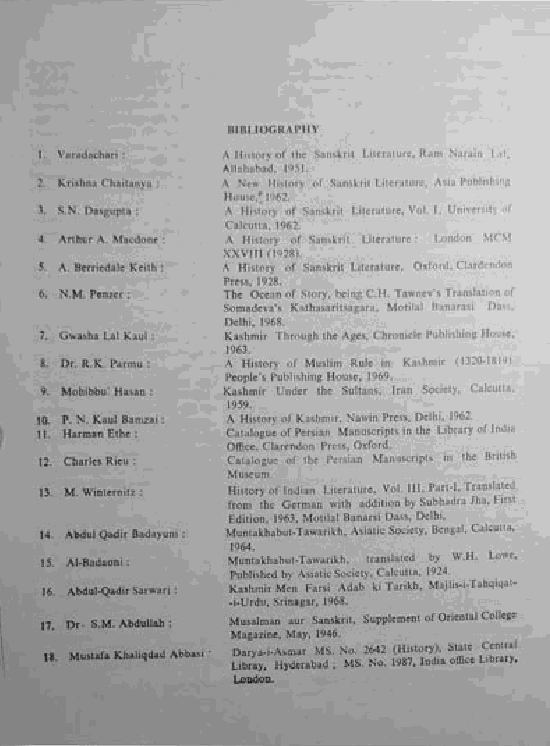 BIBLIOGRAPHY
1. Varadachari : A History of the Sanskrit Literature, Ram Narain Lal,
Allahabad, 1951.
2. Krishna Chaitanya : A New History of Sanskrit Literature, Asia Publishing
House, 1962.
3. S.N. Dasgupta : A History of Sanskrit Literature, Vol. I, University of
Calcutta, 1962.
4. Arthur A. Macdone : A History of Sanskrit Literature : London MCM
XXVIII (1928).
5. A. Berriedale Keith : A History of Sanskrit Literature, Oxford, Clardendon
Press, 1928.
6. N.M. Penzer : The Ocean of Story, being C.H. Tawney's Translation of
Somadeva's Kathasaritsagara, Motilal Banarasi Dass,
Delhi, 1968.
7. Gwasha Lal Kaul : Kashmir Through the Ages, Chronicle Publishing House,
1963.
8. Dr. R.K. Parmu : A History of Muslim Rule in Kashmir (1320-1819)
People's Publishing House, 1969.
9. Mohibbul Hasan : Kashmir Under the Sultans, Iran Society, Calcutta,
1959.
10. P. N. Kaul Bamzai : A History of Kashmir, Nawin Press, Delhi, 1962.
11. Harman Ethe : Catalogue of Persian Manuscripts in the Library of India
Office, Clarendon Press, Oxford.
12. Charles Rieu : Catalogue of the Persian Manuscripts in the British
Museum.
13. M. Winternitz : History of Indian Literature, Vol. III, Part-I, Translated
from the German with addition by Subhadra Jha, First
Edition, 1963, Motilal Banarsi Dass, Delhi.
14. Abdul Qadir Badayuni : Muntakhabut-Tawarikh, Asiatic Society, Bengal, Calcutta,
1964.
15. Al-Badaoni : Muntakhabut-Tawarikh, translated by W.H. Lowe,
Published by Asiatic Society, Calcutta, 1924.
16. Abdul-Qadir Sarwari : Kashmir Men Farsi Adab ki Tarikh, Majlis-i-Tahqiqat-
-i-Urdu, Srinagar, 1968.
17. Dr. S.M. Abdullah : Musalman aur Sanskrit, Supplement of Oriental College
Magazine, May, 1946.
18. Mustafa Khaliqdad Abbasi : Darya-i-Asmar MS. No. 2642 (History), State Central
Libray, Hyderabad ; MS. No. 1987, India office Library,
London.